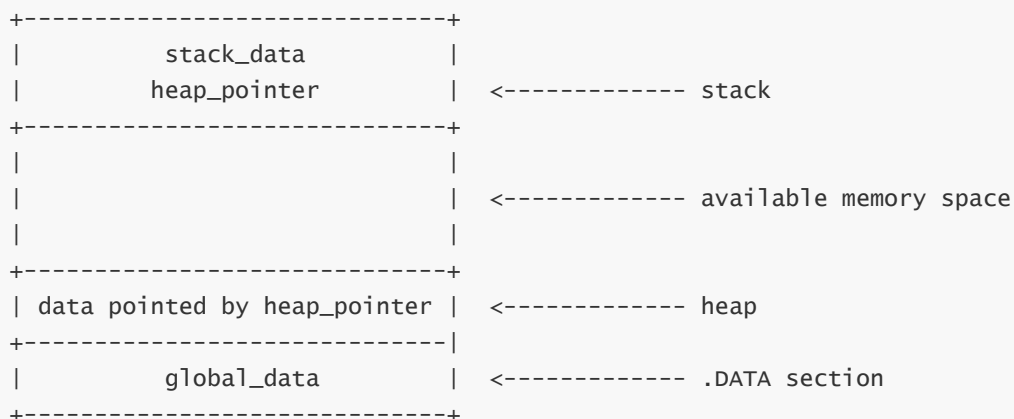 +------------------------------+
|          stack_data          |
|         heap_pointer         |  <------------- stack
+------------------------------+
|                              |
|                              |  <------------- available memory space
|                              |
+------------------------------+
| data pointed by heap_pointer |  <------------- heap
+------------------------------|
|          global_data         |  <------------- .DATA section
+------------------------------+